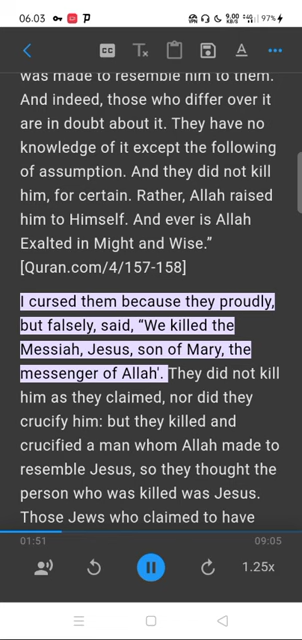 06.03
9,00
KB/S
97%
CC
was made to resemble him to them.
And indeed, those who differ over it
are in doubt about it. They have no
knowledge of it except the following
of assumption. And they did not kill
him, for certain. Rather, Allah raised
him to Himself. And ever is Allah
Exalted in Might and Wise.”
[Quran.com/4/157-158]
I cursed them because they proudly,
but falsely, said, “We killed the
Messiah, Jesus, son of Mary, the
messenger of Allah'. They did not kill
him as they claimed, nor did they
crucify him: but they killed and
crucified a man whom Allah made to
resemble Jesus, so they thought the
person who was killed was Jesus.
Those Jews who claimed to have
01:51
09:05
1.25x